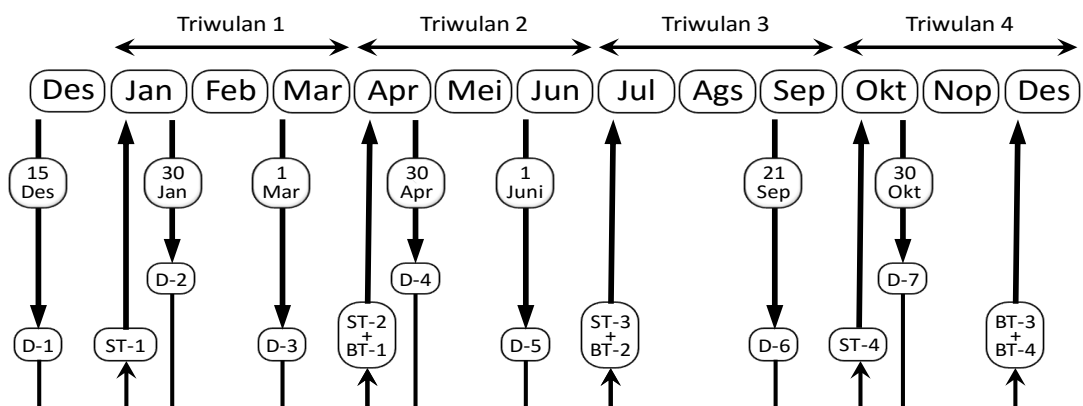 Triwulan 1 Triwulan 2 Triwulan 3 Triwulan 4
Des Jan Feb Mar Apr Mei Jun Jul Ags Sep Okt Nop Des
15 Des
30 Jan
1 Mar
30 Apr
1 Juni
21 Sep
30 Okt
D-2
D-4
D-7
D-1
ST-1
D-3
ST-2
+
BT-1
D-5
ST-3
+
BT-2
D-6
ST-4
BT-3
+
BT-4